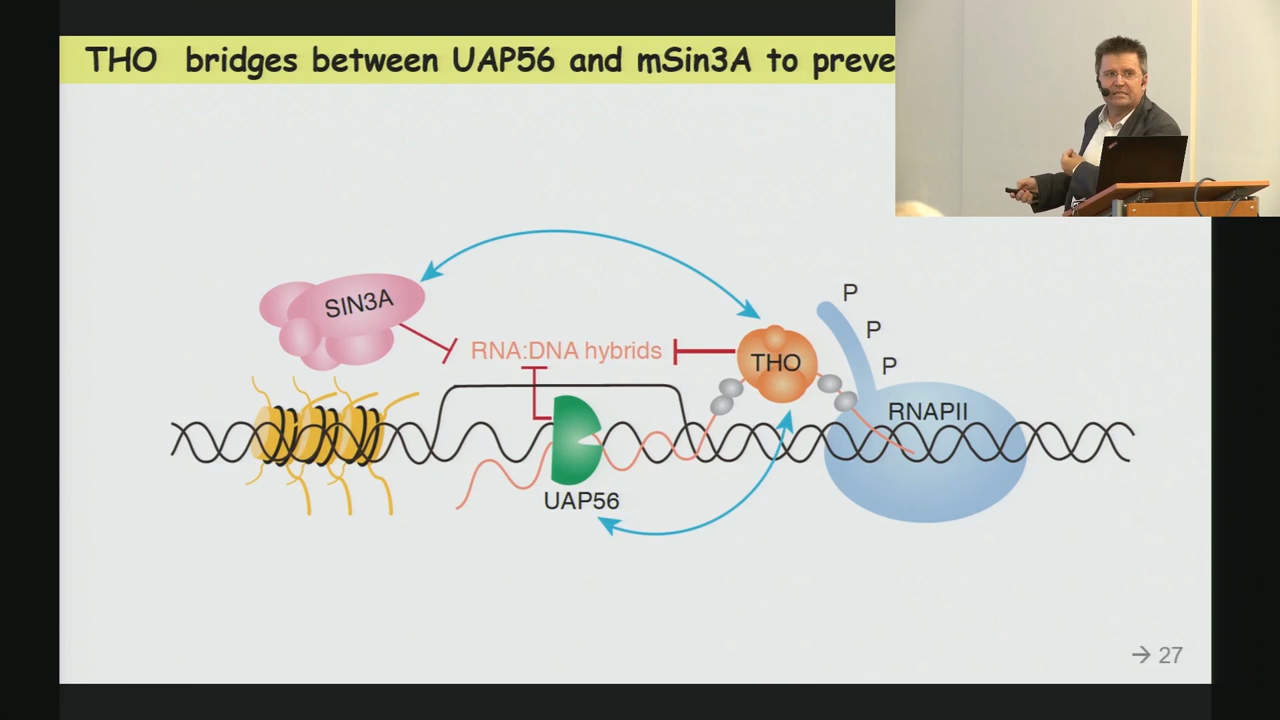 THO bridges between UAP56 and mSin3A to preve
P
SIN3A
P
RNA:DNA hybrids
THO
P
RNAPII
UAP56
→ 27